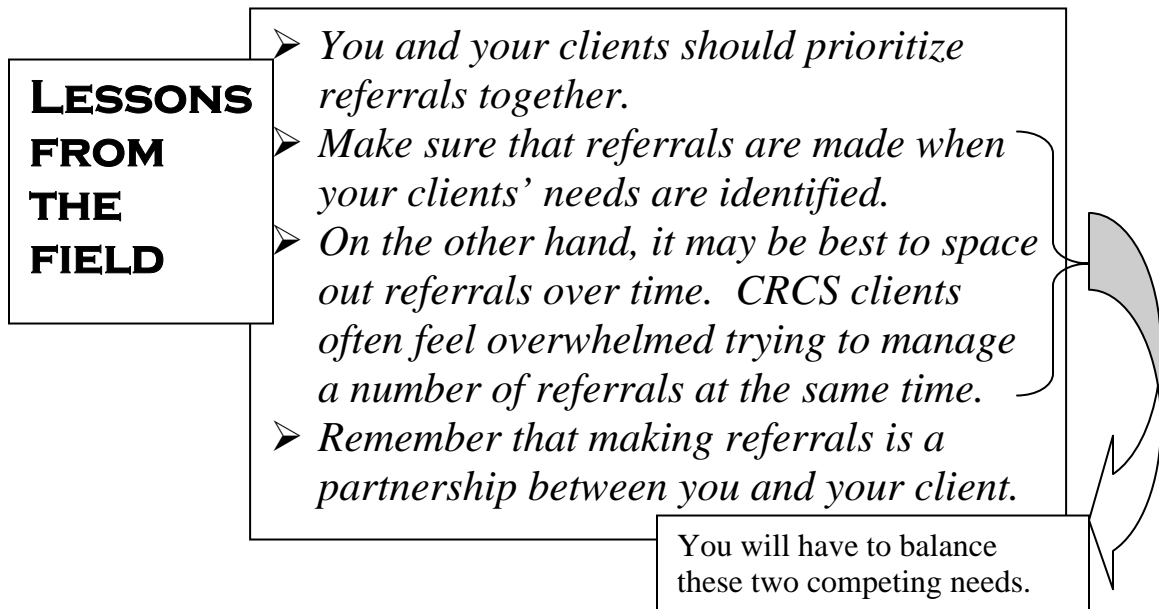 LESSONS
FROM
THE
FIELD
➢ You and your clients should prioritize
referrals together.
➢ Make sure that referrals are made when
your clients’ needs are identified.
➢ On the other hand, it may be best to space
out referrals over time.  CRCS clients
often feel overwhelmed trying to manage
a number of referrals at the same time.
➢ Remember that making referrals is a
partnership between you and your client.
You will have to balance
these two competing needs.